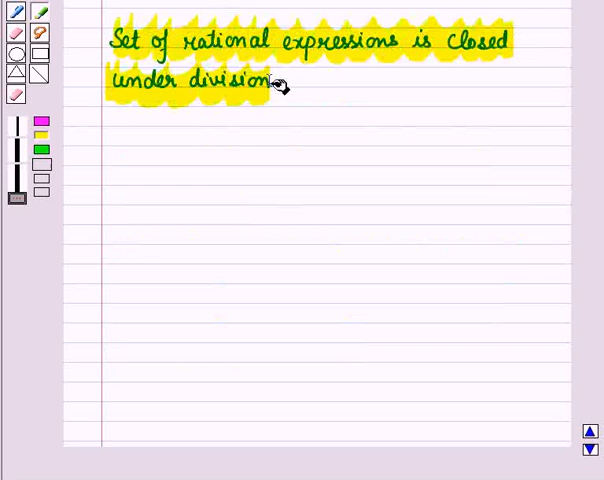 Set of rational expressions is closed
under division